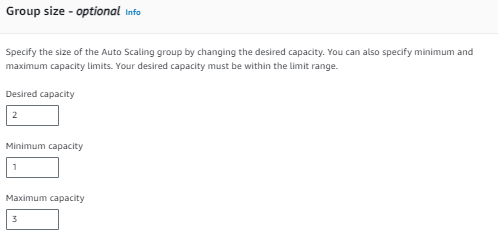 Group size - optional Info
Specify the size of the Auto Scaling group by changing the desired capacity. You can also specify minimum and
maximum capacity limits. Your desired capacity must be within the limit range.
Desired capacity
2
Minimum capacity
1
Maximum capacity
3